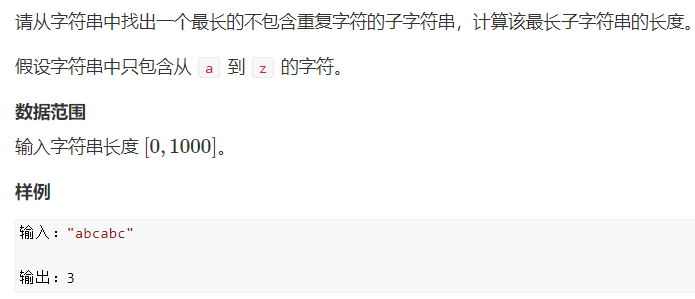 请从字符串中找出一个最长的不包含重复字符的子字符串，计算该最长子字符串的长度。
假设字符串中只包含从 a 到 z 的字符。
数据范围
输入字符串长度 [0, 1000]。
样例
输入："abcabc"
输出：3